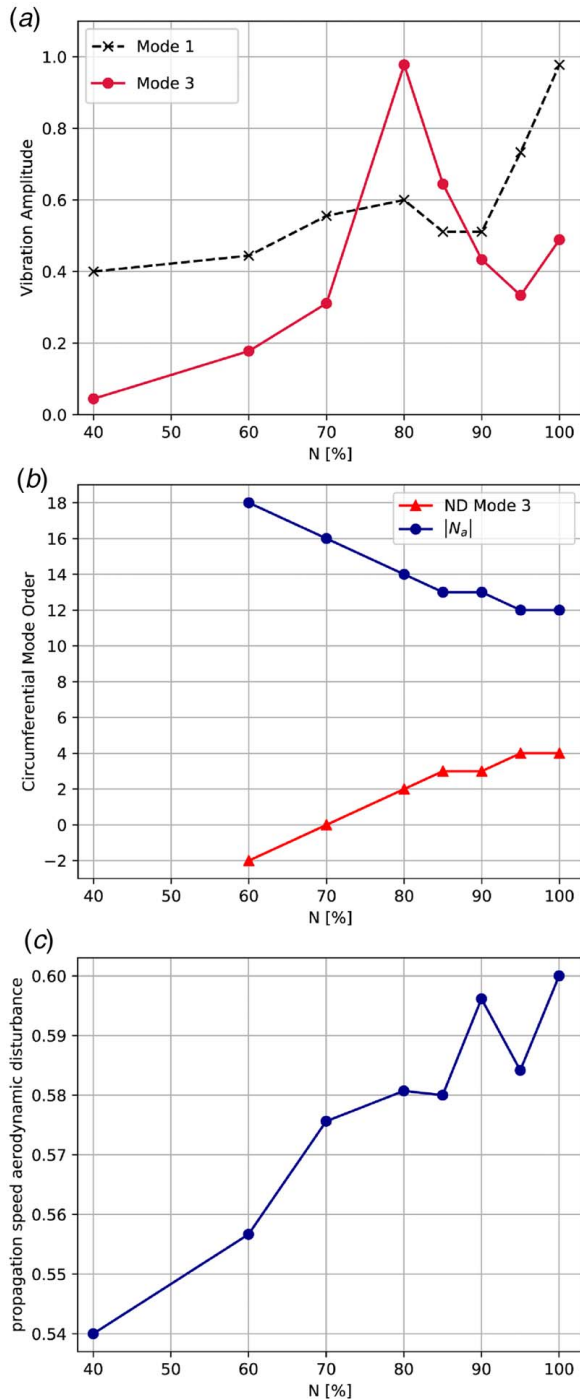 (a)
Mode 1
Mode 3
1.0
0.8
0.6
0.4
0.2
0.0
Vibration Amplitude
40 50 60 70 80 90 100
N [%]
(b)
ND Mode 3
|Nₐ|
18
16
14
12
10
8
6
4
2
0
−2
Circumferential Mode Order
40 50 60 70 80 90 100
N [%]
(c)
0.60
0.59
0.58
0.57
0.56
0.55
0.54
propagation speed aerodynamic disturbance
40 50 60 70 80 90 100
N [%]